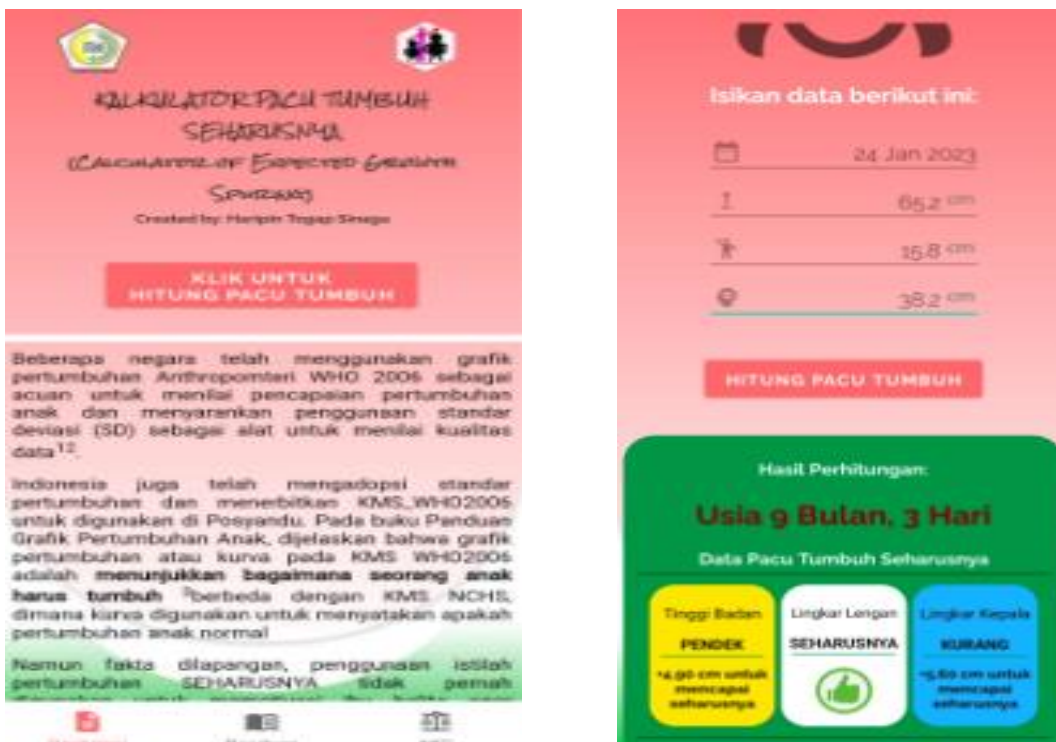 KALKULATOR PACU TUMBUH
SEHARUSNYA
(CALCULATOR OF EXPECTED GROWTH
Created by: Haripin Togap Sinaga
KLIK UNTUK
HITUNG PACU TUMBUH
Beberapa negara telah menggunakan grafik
pertumbuhan Anthropomteri WHO 2006 sebagai
acuan untuk menilai pencapaian pertumbuhan
anak dan menyarankan penggunaan standar
deviasi (SD) sebagai alat untuk menilai kualitas
data12.
Indonesia juga telah mengadopsi standar
pertumbuhan dan menerbitkan KMS_WHO2006
untuk digunakan di Posyandu. Pada buku Panduan
Grafik Pertumbuhan Anak, dijelaskan bahwa grafik
pertumbuhan atau kurva pada KMS WHO2006
adalah menunjukkan bagaimana seorang anak
harus tumbuh 3berbeda dengan KMS NCHS,
dimana kurva digunakan untuk menyatakan apakah
pertumbuhan anak normal
Namun fakta dilapangan, penggunaan istilah
pertumbuhan SEHARUSNYA tidak pernah
Isikan data berikut ini:
24 Jan 2023
65.2 cm
15.8 cm
38.2 cm
HITUNG PACU TUMBUH
Hasil Perhitungan:
Usia 9 Bulan, 3 Hari
Data Pacu Tumbuh Seharusnya
Tinggi Badan
PENDEK
+4.90 cm untuk
mencapai
seharusnya
Lingkar Lengan
SEHARUSNYA
Lingkar Kepala
KURANG
+5.60 cm untuk
mencapai
seharusnya